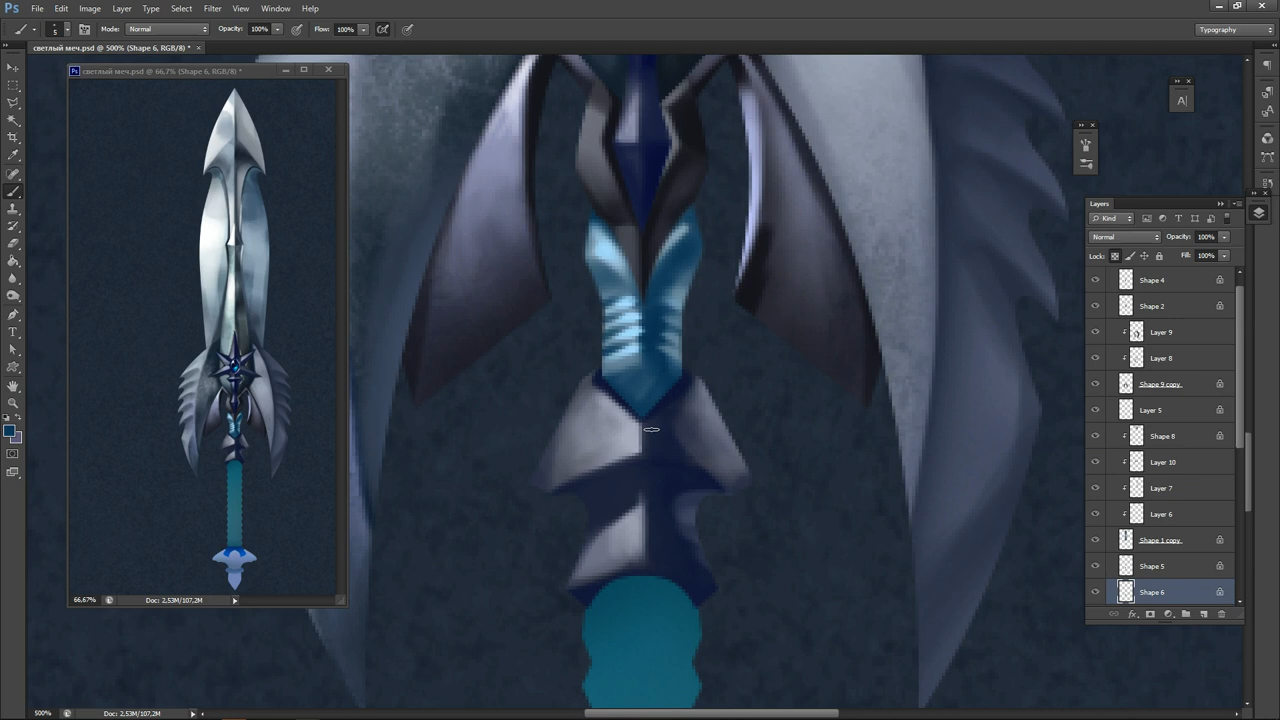 Ps File Edit Image Layer Type Select Filter View Window Help
5 Mode: Normal Opacity: 100% Flow: 100% Typography
светлый меч.psd @ 500% (Shape 6, RGB/8) * ×
Ps светлый меч.psd @ 66,7% (Shape 6, RGB/8) *
A|
Layers
Kind
Normal Opacity: 100%
Lock: Fill: 100%
Shape 4
Shape 2
Layer 9
Layer 8
Shape 9 copy
Layer 5
Shape 8
Layer 10
Layer 7
Layer 6
Shape 1 copy
Shape 5
Shape 6
fx
66,67% Doc: 2,53M/107,2M
500% Doc: 2,53M/107,2M